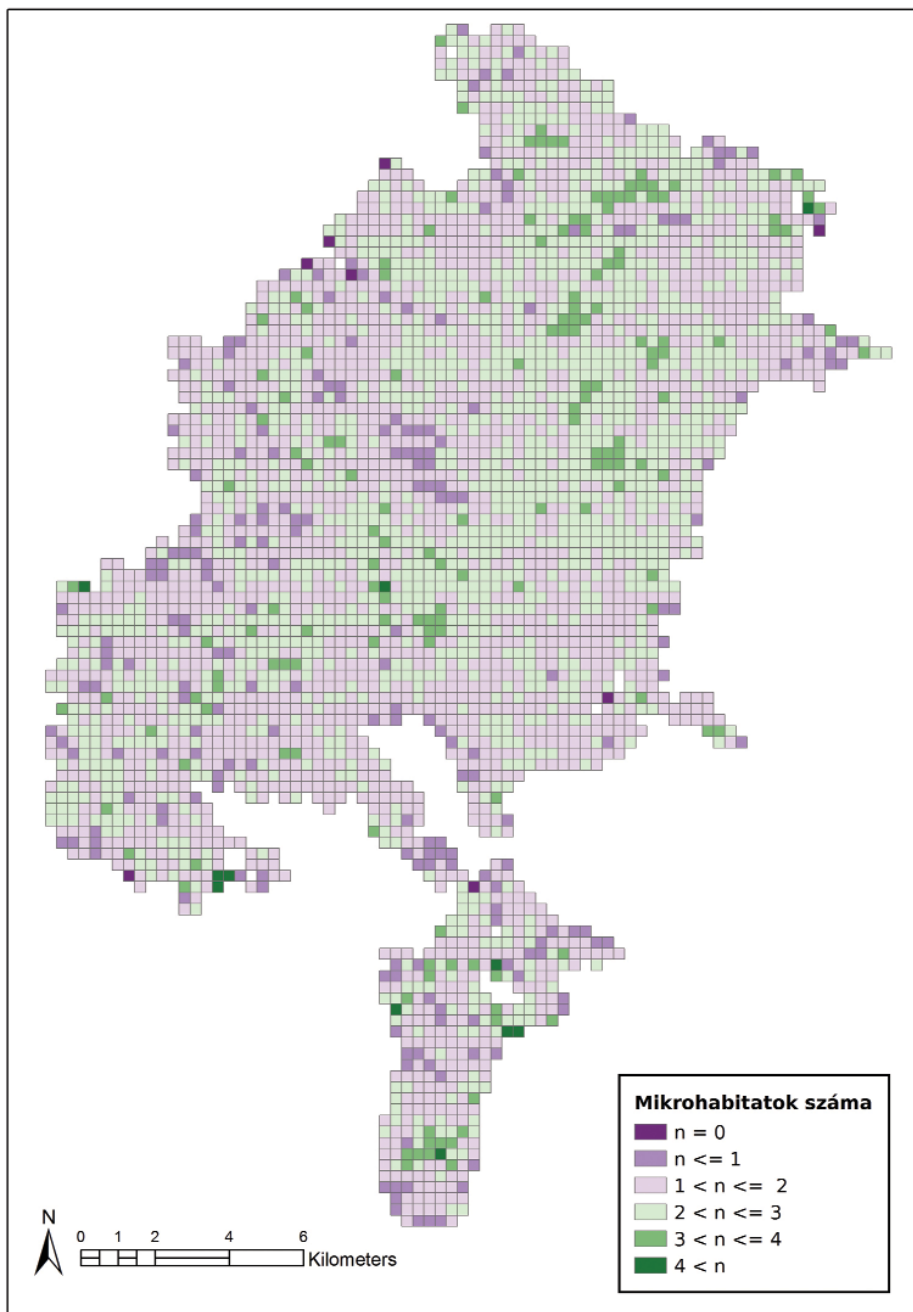 Mikrohabitatok száma
n = 0
n <= 1
1 < n <= 2
2 < n <= 3
3 < n <= 4
4 < n
N
0 1 2 4 6
Kilometers